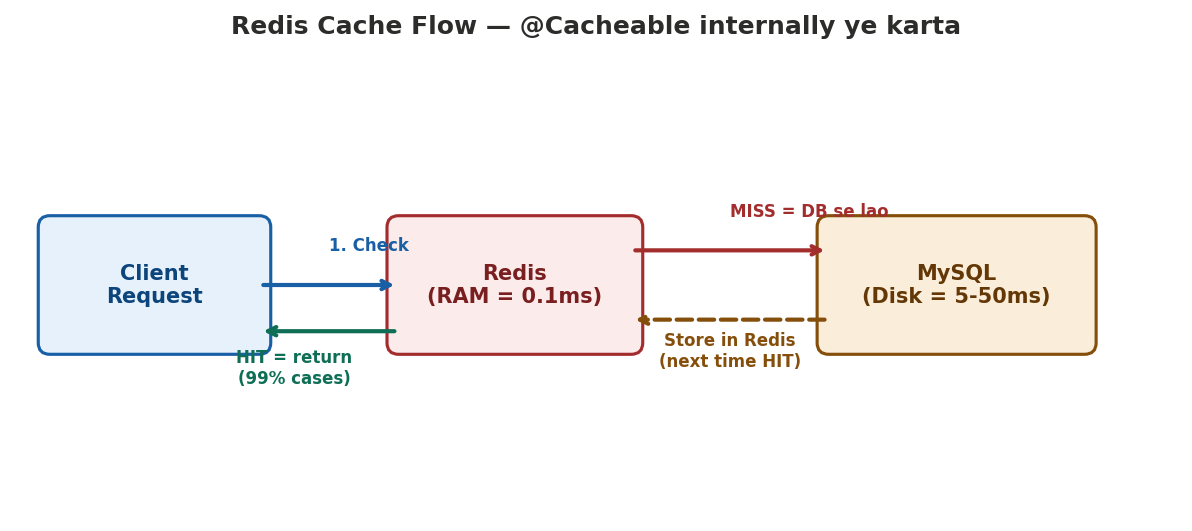 Redis Cache Flow — @Cacheable internally ye karta
MISS = DB se lao
1. Check
Client
Request
Redis
(RAM = 0.1ms)
MySQL
(Disk = 5-50ms)
HIT = return
(99% cases)
Store in Redis
(next time HIT)